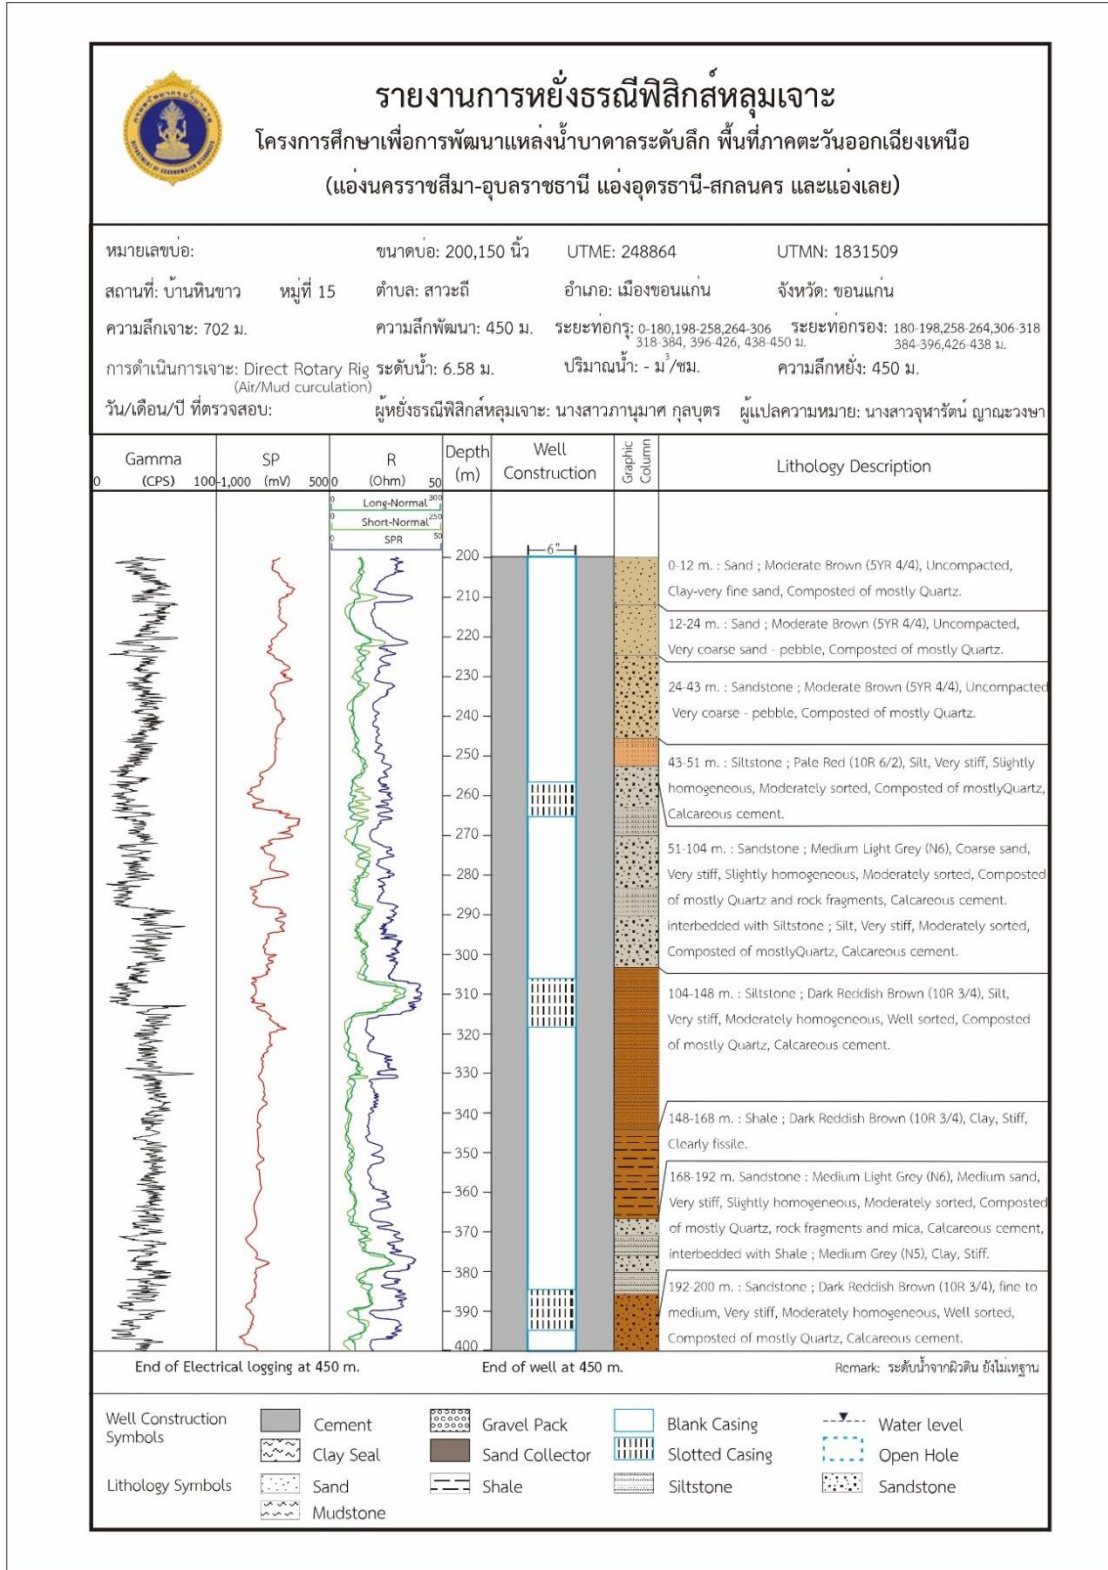 รายงานการหยั่งธรณีฟิสิกส์หลุมเจาะ
โครงการศึกษาเพื่อการพัฒนาแหล่งน้ำบาดาลระดับลึก พื้นที่ภาคตะวันออกเฉียงเหนือ
(แอ่งนครราชสีมา-อุบลราชธานี แอ่งอุดรธานี-สกลนคร และแอ่งเลย)
หมายเลขบ่อ: ขนาดบ่อ: 200,150 นิ้ว UTME: 248864 UTMN: 1831509
สถานที่: บ้านหินขาว หมู่ที่ 15 ตำบล: สาวะถี อำเภอ: เมืองขอนแก่น จังหวัด: ขอนแก่น
ความลึกเจาะ: 702 ม. ความลึกพัฒนา: 450 ม. ระยะท่อกรุ: 0-180,198-258,264-306 ระยะท่อกรอง: 180-198,258-264,306-318
318-384, 396-426, 438-450 ม. 384-396,426-438 ม.
การดำเนินการเจาะ: Direct Rotary Rig ระดับน้ำ: 6.58 ม. ปริมาณน้ำ: - ม³/ชม. ความลึกหยั่ง: 450 ม.
(Air/Mud curculation)
วัน/เดือน/ปี ที่ตรวจสอบ: ผู้หยั่งธรณีฟิสิกส์หลุมเจาะ: นางสาวภานุมาศ กุลบุตร ผู้แปลความหมาย: นางสาวจุฬารัตน์ ญาณะวงษา
Gamma SP R Depth Well Graphic Column Lithology Description
0 (CPS) 100 -1,000 (mV) 500 0 (Ohm) 50 (m) Construction
0 Long-Normal 300
0 Short-Normal 250
0 SPR 50
6"
200
210
220
230
240
250
260
270
280
290
300
310
320
330
340
350
360
370
380
390
400
0-12 m. : Sand ; Moderate Brown (5YR 4/4), Uncompacted,
Clay-very fine sand, Composted of mostly Quartz.
12-24 m. : Sand ; Moderate Brown (5YR 4/4), Uncompacted,
Very coarse sand - pebble, Composted of mostly Quartz.
24-43 m. : Sandstone ; Moderate Brown (5YR 4/4), Uncompacted
Very coarse - pebble, Composted of mostly Quartz.
43-51 m. : Siltstone ; Pale Red (10R 6/2), Silt, Very stiff, Slightly
homogeneous, Moderately sorted, Composted of mostlyQuartz,
Calcareous cement.
51-104 m. : Sandstone ; Medium Light Grey (N6), Coarse sand,
Very stiff, Slightly homogeneous, Moderately sorted, Composted
of mostly Quartz and rock fragments, Calcareous cement.
interbedded with Siltstone ; Silt, Very stiff, Moderately sorted,
Composted of mostlyQuartz, Calcareous cement.
104-148 m. : Siltstone ; Dark Reddish Brown (10R 3/4), Silt,
Very stiff, Moderately homogeneous, Well sorted, Composted
of mostly Quartz, Calcareous cement.
148-168 m. : Shale ; Dark Reddish Brown (10R 3/4), Clay, Stiff,
Clearly fissile.
168-192 m. Sandstone : Medium Light Grey (N6), Medium sand,
Very stiff, Slightly homogeneous, Moderately sorted, Composted
of mostly Quartz, rock fragments and mica, Calcareous cement,
interbedded with Shale ; Medium Grey (N5), Clay, Stiff.
192-200 m. : Sandstone ; Dark Reddish Brown (10R 3/4), fine to
medium, Very stiff, Moderately homogeneous, Well sorted,
Composted of mostly Quartz, Calcareous cement.
End of Electrical logging at 450 m. End of well at 450 m. Remark: ระดับน้ำจากผิวดิน ยังไม่เทฐาน
Well Construction Symbols Cement Gravel Pack Blank Casing Water level
Clay Seal Sand Collector Slotted Casing Open Hole
Lithology Symbols Sand Shale Siltstone Sandstone
Mudstone